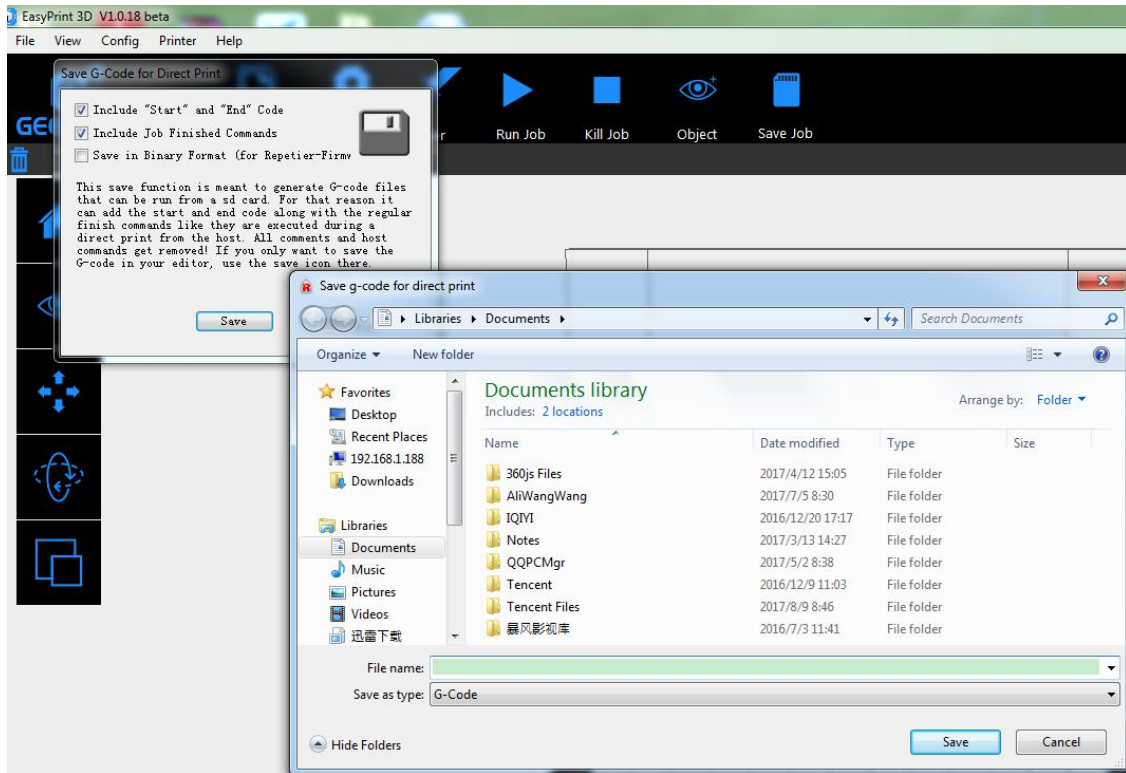 EasyPrint 3D V1.0.18 beta
File View Config Printer Help
Save G-Code for Direct Print
Include "Start" and "End" Code
Include Job Finished Commands
Save in Binary Format (for Repetier-Firmw
This save function is meant to generate G-code files
that can be run from a sd card. For that reason it
can add the start and end code along with the regular
finish commands like they are executed during a
direct print from the host. All comments and host
commands get removed! If you only want to save the
G-code in your editor, use the save icon there.
Save
GE
Run Job Kill Job Object Save Job
Save g-code for direct print
Libraries Documents
Search Documents
Organize New folder
Favorites
Desktop
Recent Places
192.168.1.188
Downloads
Libraries
Documents
Music
Pictures
Videos
迅雷下载
Documents library
Includes: 2 locations
Arrange by: Folder
Name Date modified Type Size
360js Files 2017/4/12 15:05 File folder
AliWangWang 2017/7/5 8:30 File folder
IQIYI 2016/12/20 17:17 File folder
Notes 2017/3/13 14:27 File folder
QQPCMgr 2017/5/2 8:38 File folder
Tencent 2016/12/9 11:03 File folder
Tencent Files 2017/8/9 8:46 File folder
暴风影视库 2016/7/3 11:41 File folder
File name:
Save as type: G-Code
Hide Folders
Save Cancel